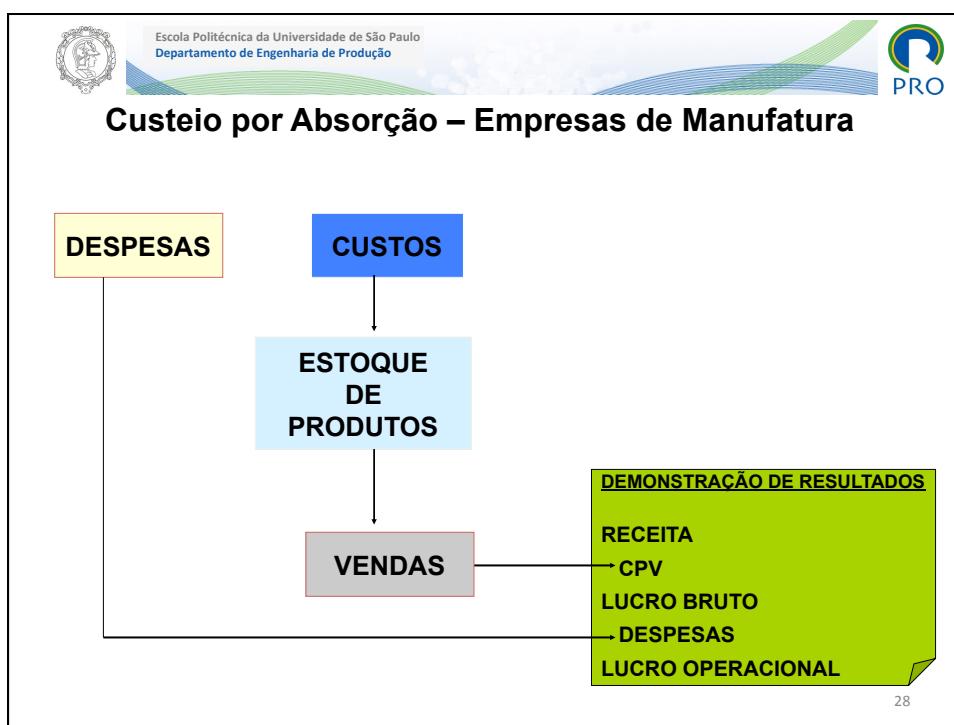 Escola Politécnica da Universidade de São Paulo
Departamento de Engenharia de Produção
PRO
Custeio por Absorção – Empresas de Manufatura
DESPESAS
CUSTOS
ESTOQUE
DE
PRODUTOS
VENDAS
DEMONSTRAÇÃO DE RESULTADOS
RECEITA
CPV
LUCRO BRUTO
DESPESAS
LUCRO OPERACIONAL
28